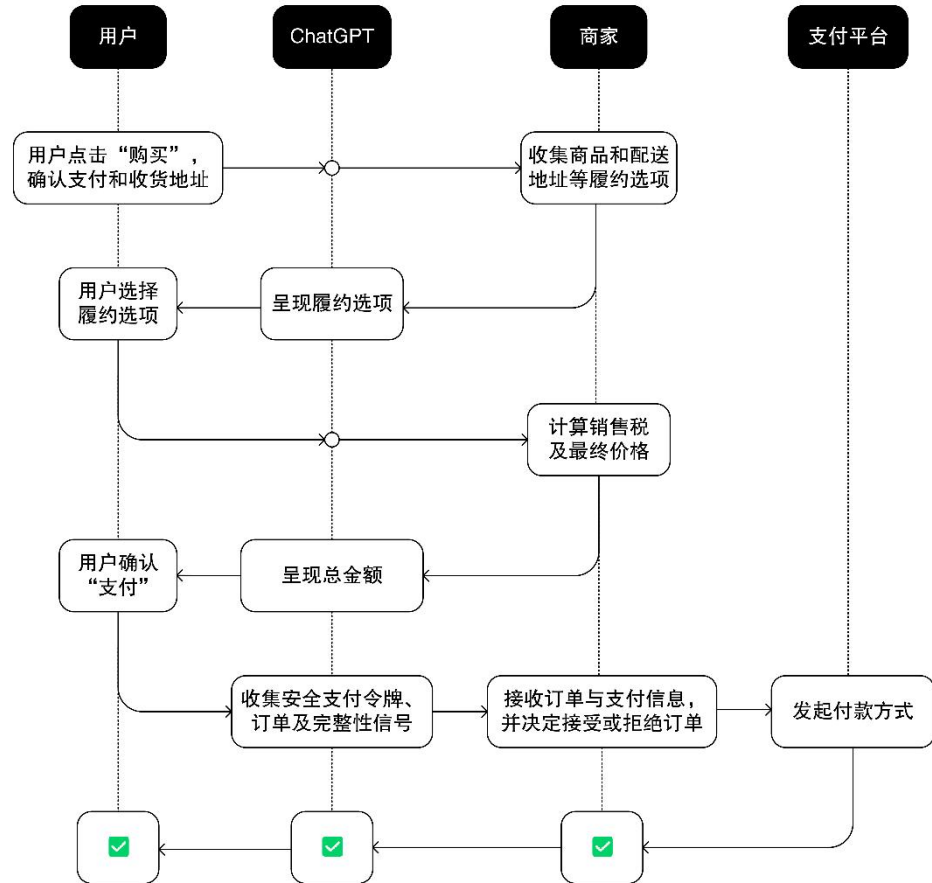 用户
ChatGPT
商家
支付平台
用户点击“购买”，
确认支付和收货地址
收集商品和配送
地址等履约选项
用户选择
履约选项
呈现履约选项
计算销售税
及最终价格
用户确认
“支付”
呈现总金额
收集安全支付令牌、
订单及完整性信号
接收订单与支付信息，
并决定接受或拒绝订单
发起付款方式